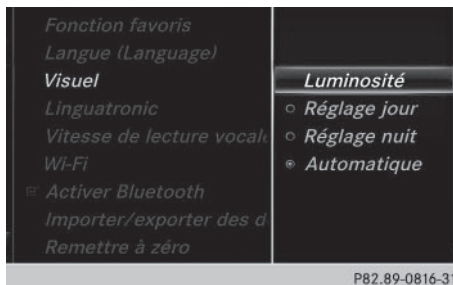 Fonction favoris
Langue (Language)
Visuel
Linguatronic
Vitesse de lecture vocale
Wi-Fi
Activer Bluetooth
Importer/exporter des d
Remettre à zéro
Luminosité
Réglage jour
Réglage nuit
Automatique
P82.89-0816-31